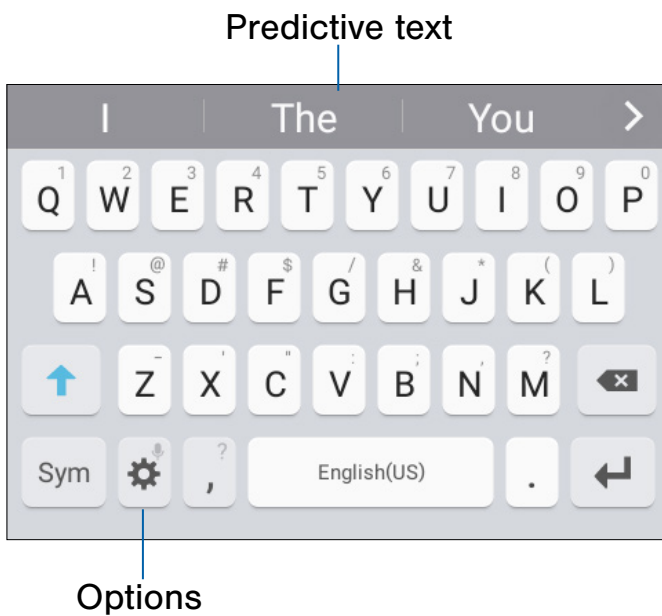 Predictive text
I The You >
1 2 3 4 5 6 7 8 9 0
Q W E R T Y U I O P
! @ # $ / & * ( )
A S D F G H J K L
- ' " : ; , ?
Z X C V B N M
?
Sym , English(US) .
Options